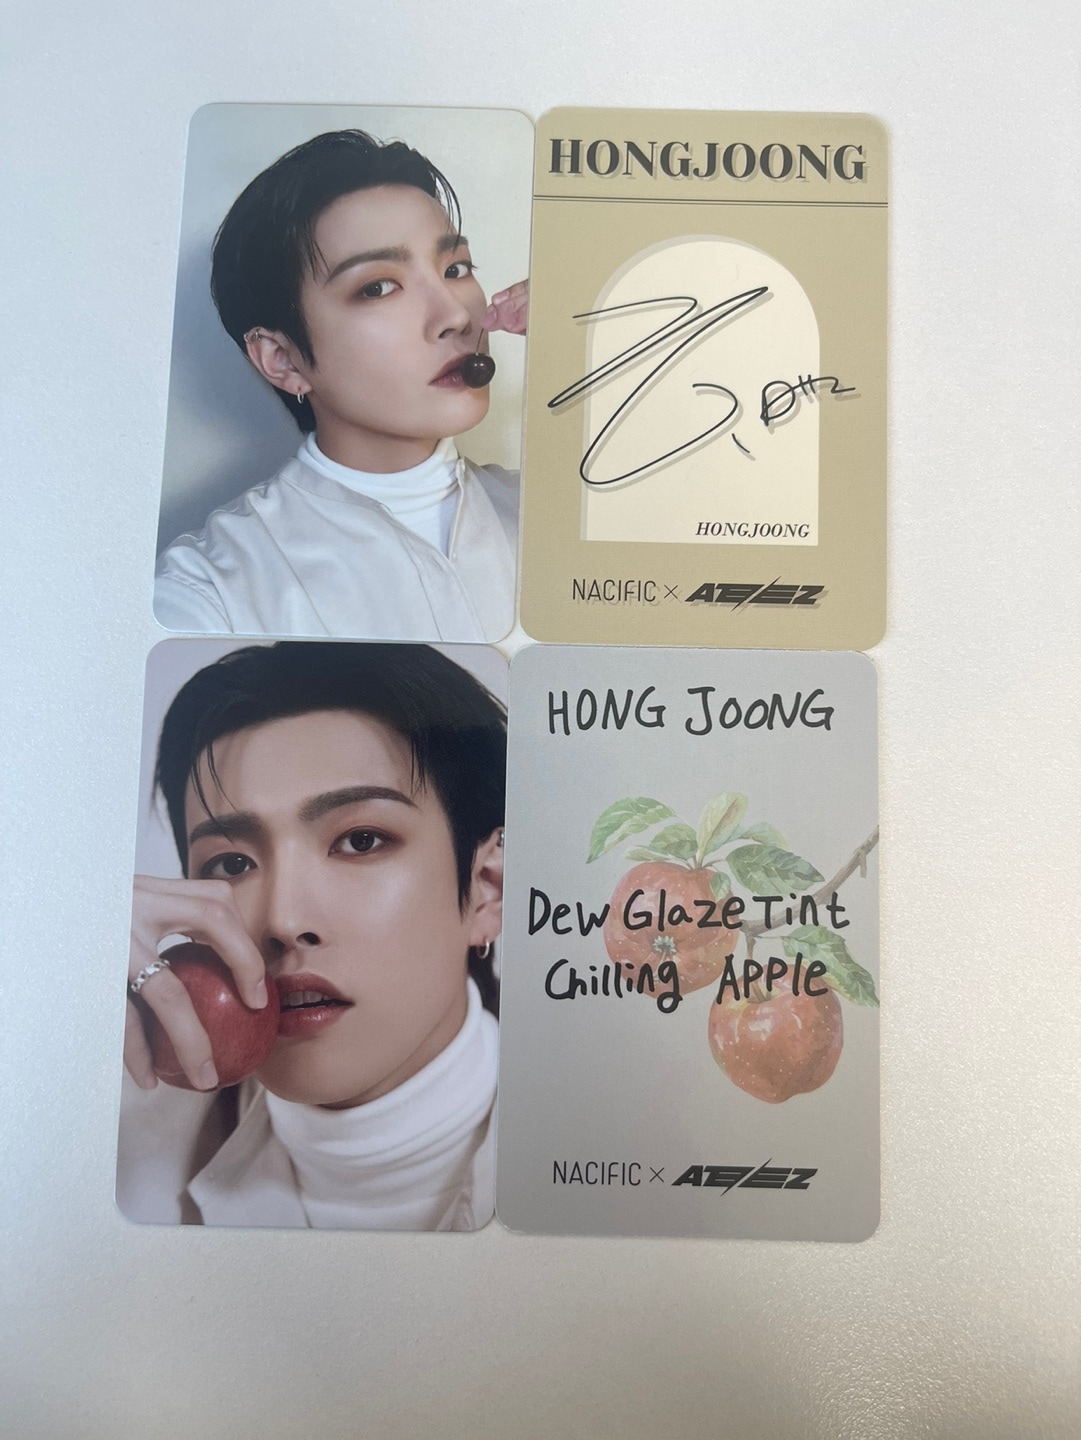 HONGJOONG
HONGJOONG
NACIFIC × ATEEZ
HONG JOONG
Dew Glaze Tint
Chilling APPLE
NACIFIC × ATEEZ